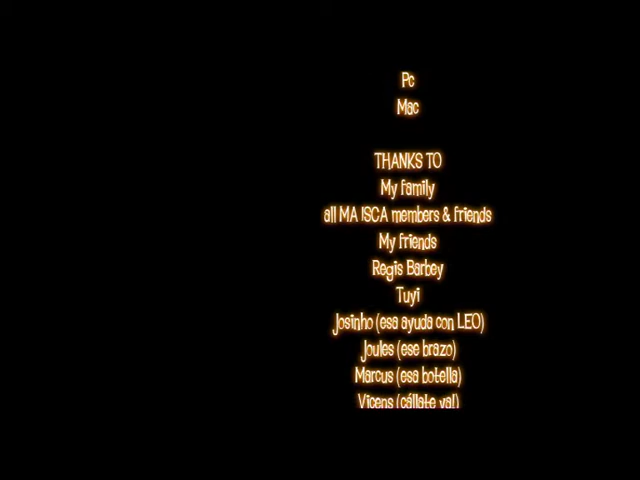 Pc
Mac
THANKS TO
My family
all MA ISCA members & friends
My friends
Regis Barbey
Tuyi
Josinho (esa ayuda con LEO)
Joules (ese brazo)
Marcus (esa botella)
Vicens (cállate ya!)